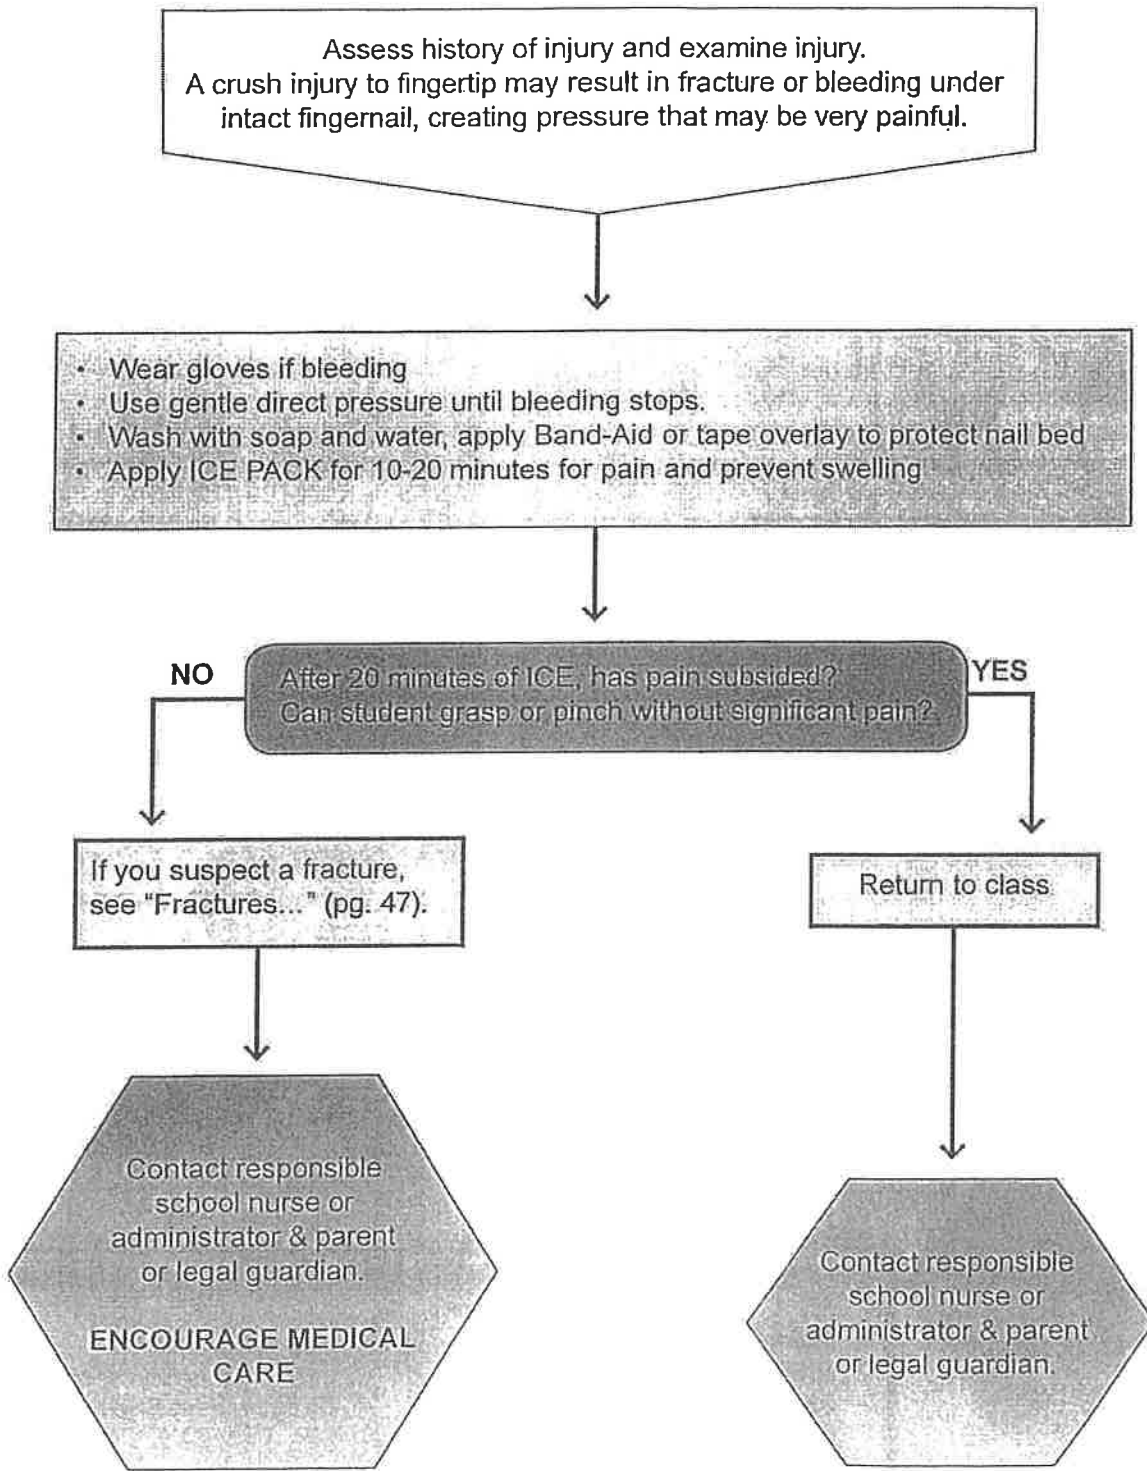 Assess history of injury and examine injury.
A crush injury to fingertip may result in fracture or bleeding under
intact fingernail, creating pressure that may be very painful.
• Wear gloves if bleeding
• Use gentle direct pressure until bleeding stops.
• Wash with soap and water, apply Band-Aid or tape overlay to protect nail bed
• Apply ICE PACK for 10-20 minutes for pain and prevent swelling
NO
After 20 minutes of ICE, has pain subsided?
Can student grasp or pinch without significant pain?
YES
If you suspect a fracture,
see "Fractures..." (pg. 47).
Return to class
Contact responsible
school nurse or
administrator & parent
or legal guardian.
ENCOURAGE MEDICAL
CARE
Contact responsible
school nurse or
administrator & parent
or legal guardian.